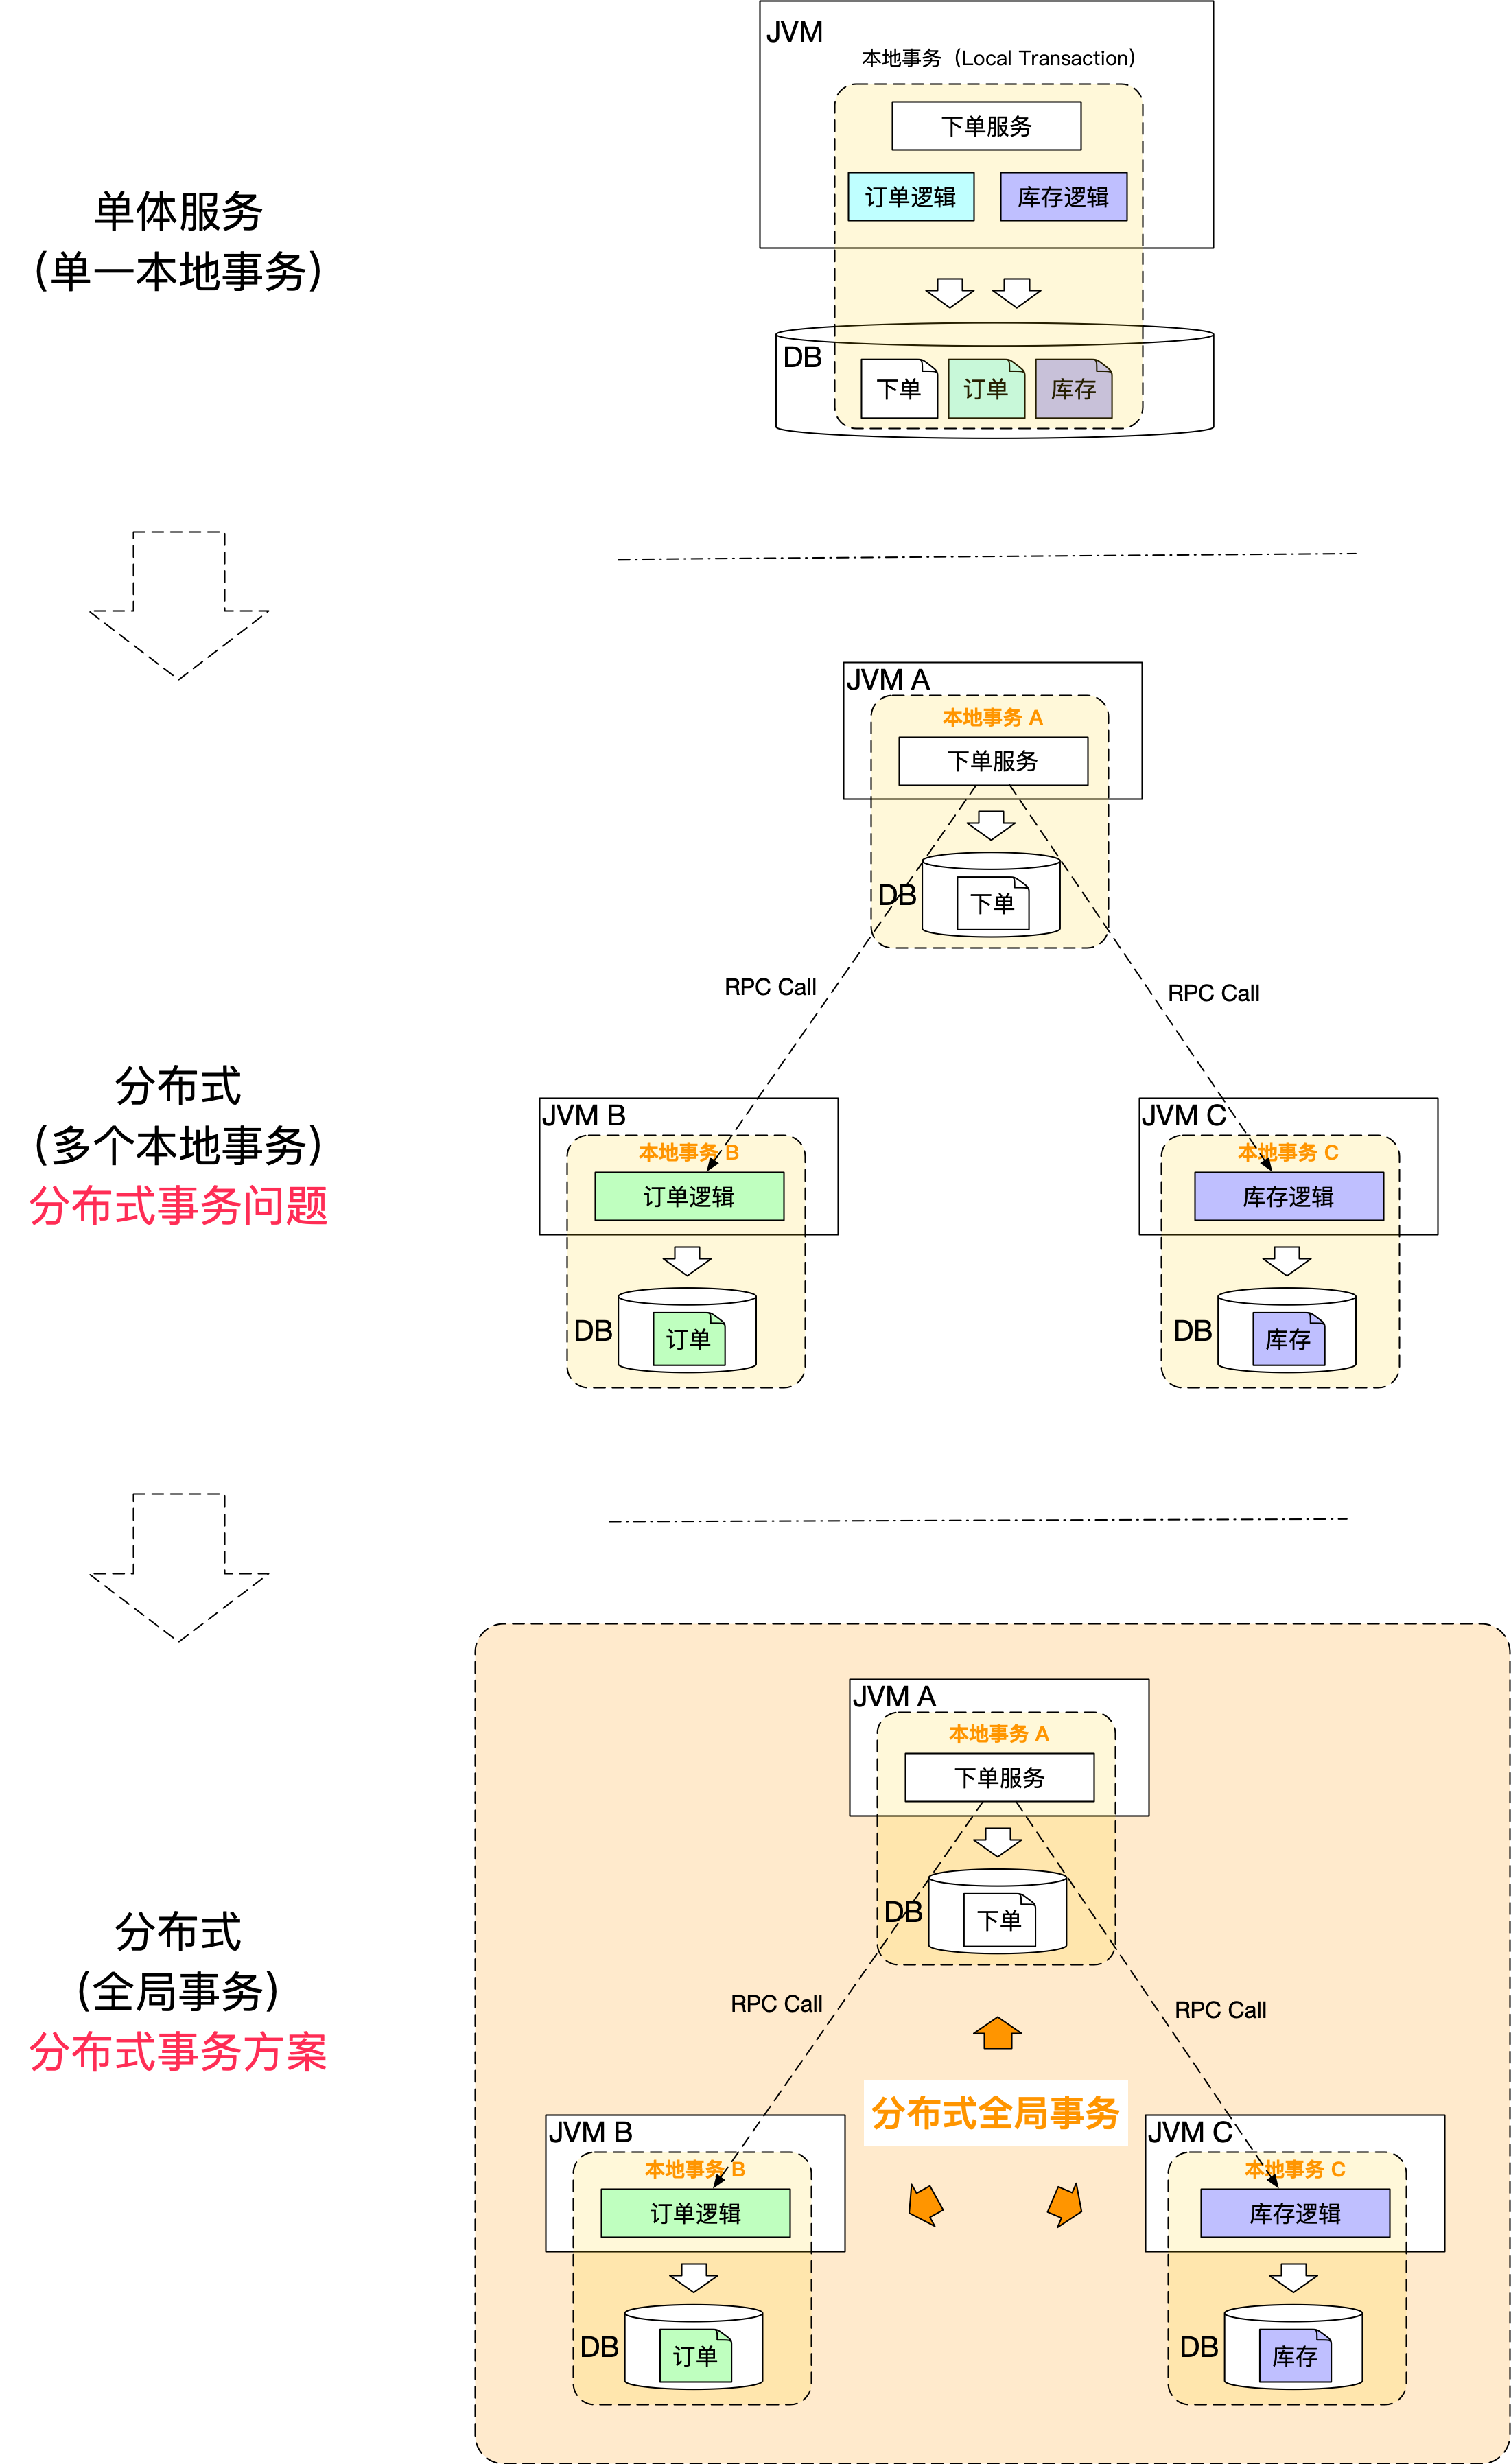 JVM
本地事务（Local Transaction）
下单服务
订单逻辑
库存逻辑
DB
下单
订单
库存
单体服务
（单一本地事务）
JVM A
本地事务 A
下单服务
DB
下单
RPC Call
RPC Call
分布式
（多个本地事务）
分布式事务问题
JVM B
本地事务 B
订单逻辑
DB
订单
JVM C
本地事务 C
库存逻辑
DB
库存
JVM A
本地事务 A
下单服务
DB
下单
分布式
（全局事务）
分布式事务方案
RPC Call
RPC Call
分布式全局事务
JVM B
本地事务 B
订单逻辑
DB
订单
JVM C
本地事务 C
库存逻辑
DB
库存